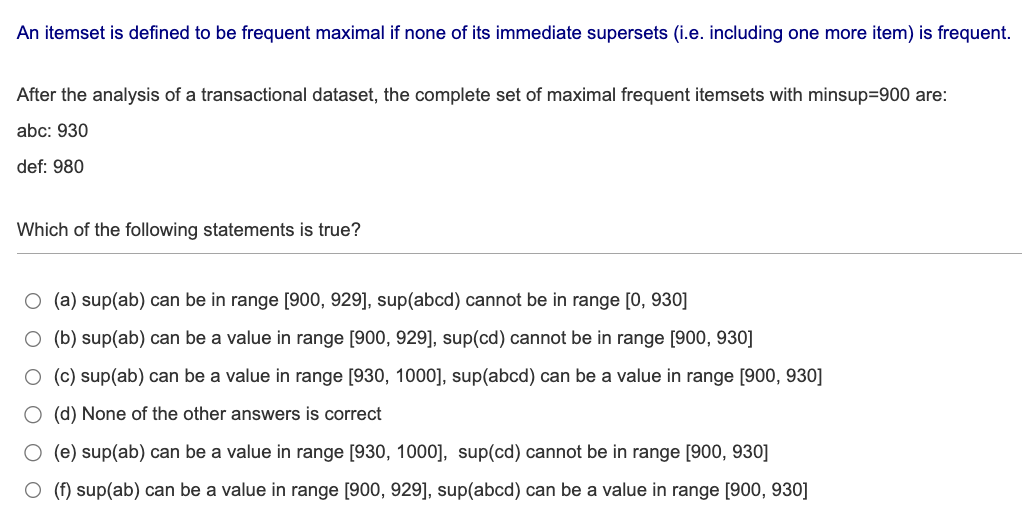 An itemset is defined to be frequent maximal if none of its immediate supersets (i.e. including one more item) is frequent.
After the analysis of a transactional dataset, the complete set of maximal frequent itemsets with minsup=900 are:
abc: 930
def: 980
Which of the following statements is true?
(a) sup(ab) can be in range [900, 929], sup(abcd) cannot be in range [0, 930]
(b) sup(ab) can be a value in range [900, 929], sup(cd) cannot be in range [900, 930]
(c) sup(ab) can be a value in range [930, 1000], sup(abcd) can be a value in range [900, 930]
(d) None of the other answers is correct
(e) sup(ab) can be a value in range [930, 1000], sup(cd) cannot be in range [900, 930]
(f) sup(ab) can be a value in range [900, 929], sup(abcd) can be a value in range [900, 930]